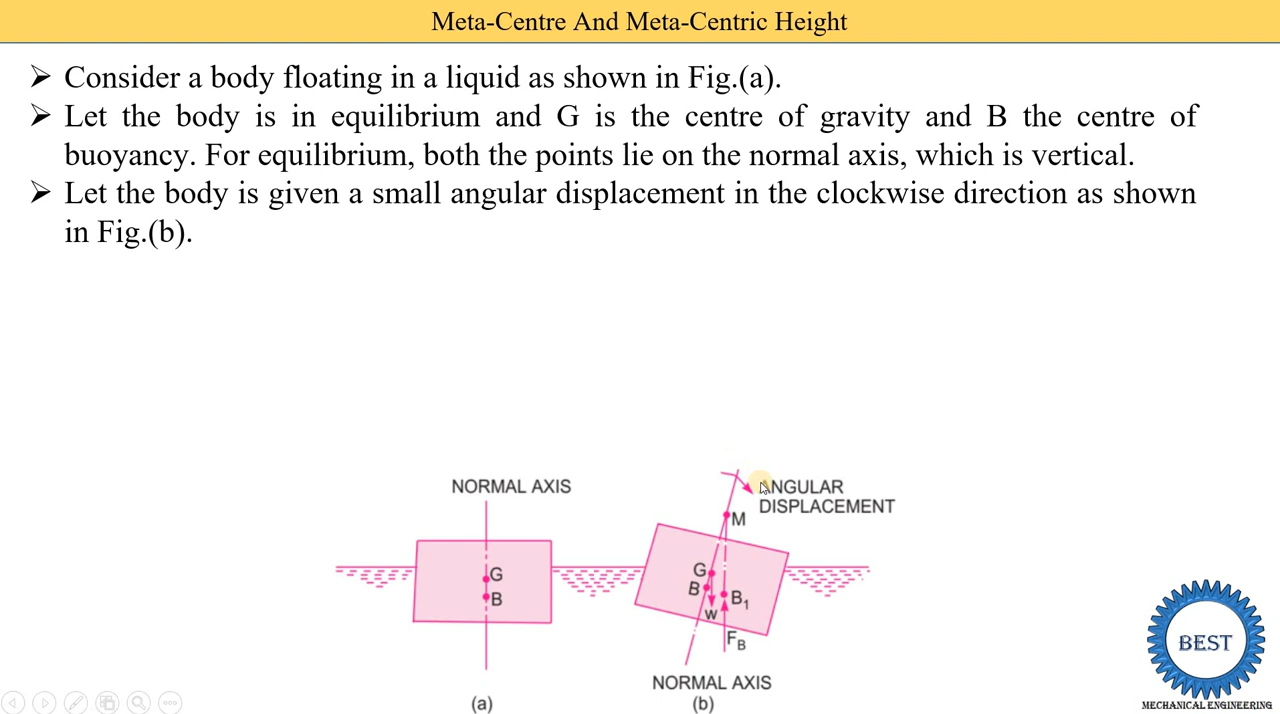 Meta-Centre And Meta-Centric Height
➢ Consider a body floating in a liquid as shown in Fig.(a).
➢ Let the body is in equilibrium and G is the centre of gravity and B the centre of
buoyancy. For equilibrium, both the points lie on the normal axis, which is vertical.
➢ Let the body is given a small angular displacement in the clockwise direction as shown
in Fig.(b).
NORMAL AXIS
G
B
(a)
ANGULAR
DISPLACEMENT
M
G
B
B₁
W
F_B
NORMAL AXIS
(b)
BEST
MECHANICAL ENGINEERING